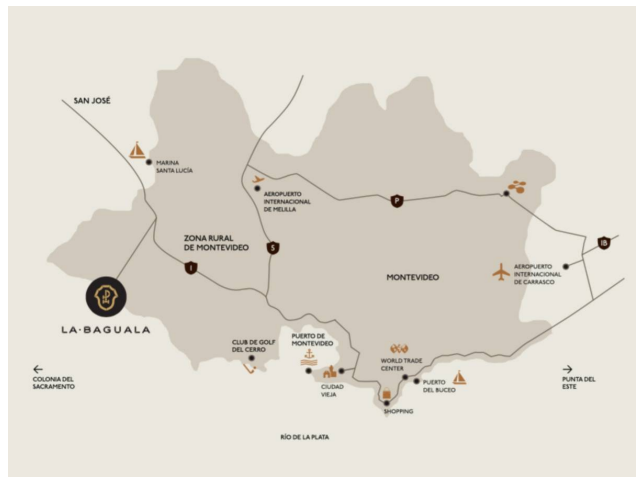 SAN JOSÉ
MARINA
SANTA LUCÍA
AEROPUERTO
INTERNACIONAL
DE MELILLA
P
ZONA RURAL
DE MONTEVIDEO
5
1
IB
AEROPUERTO
INTERNACIONAL
DE CARRASCO
MONTEVIDEO
LA·BAGUALA
CLUB DE GOLF
DEL CERRO
PUERTO DE
MONTEVIDEO
WORLD TRADE
CENTER
COLONIA DEL
SACRAMENTO
CIUDAD
VIEJA
PUERTO
DEL BUCEO
PUNTA DEL
ESTE
SHOPPING
RÍO DE LA PLATA